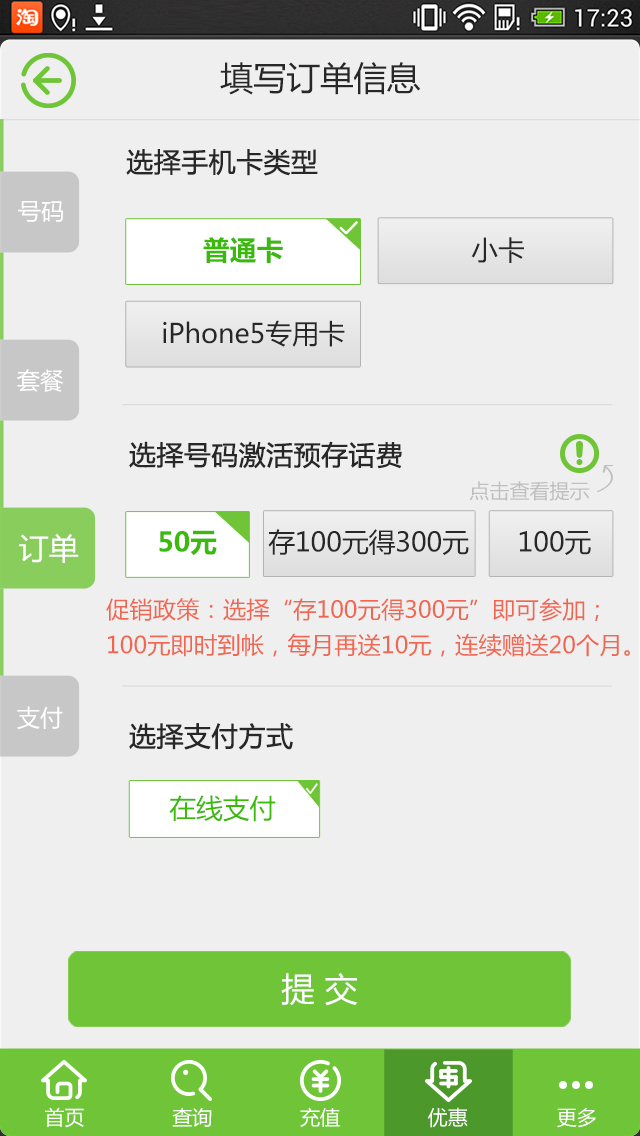 淘 17:23
填写订单信息
选择手机卡类型
号码
普通卡 小卡
iPhone5专用卡
套餐
选择号码激活预存话费
点击查看提示
订单
50元 存100元得300元 100元
促销政策：选择“存100元得300元”即可参加；
100元即时到帐，每月再送10元，连续赠送20个月。
支付
选择支付方式
在线支付
提交
首页 查询 充值 优惠 更多